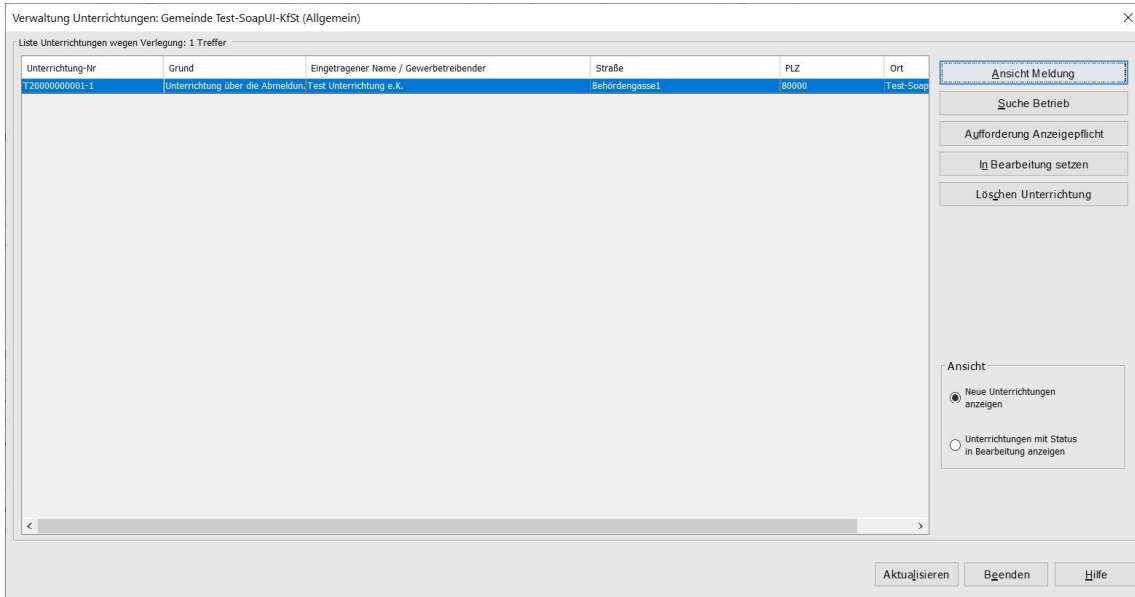 Verwaltung Unterrichtungen: Gemeinde Test-SoapUI-KfSt (Allgemein)
Liste Unterrichtungen wegen Verlegung: 1 Treffer
Unterrichtung-Nr Grund Eingetragener Name / Gewerbetreibender Straße PLZ Ort
T20000000001-1 Unterrichtung über die Abmeldun. Test Unterrichtung e.K. Behördengasse1 80000 Test-Soap
Ansicht Meldung
Suche Betrieb
Aufforderung Anzeigepflicht
In Bearbeitung setzen
Löschen Unterrichtung
Ansicht
Neue Unterrichtungen
anzeigen
Unterrichtungen mit Status
in Bearbeitung anzeigen
Aktualisieren Beenden Hilfe